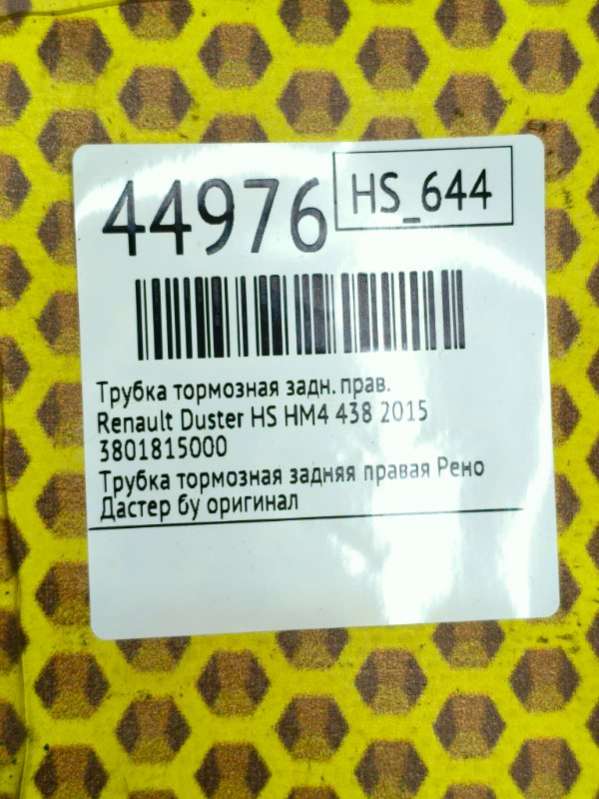 44976
HS_644
Трубка тормозная задн. прав.
Renault Duster HS HM4 438 2015
3801815000
Трубка тормозная задняя правая Рено
Дастер бу оригинал